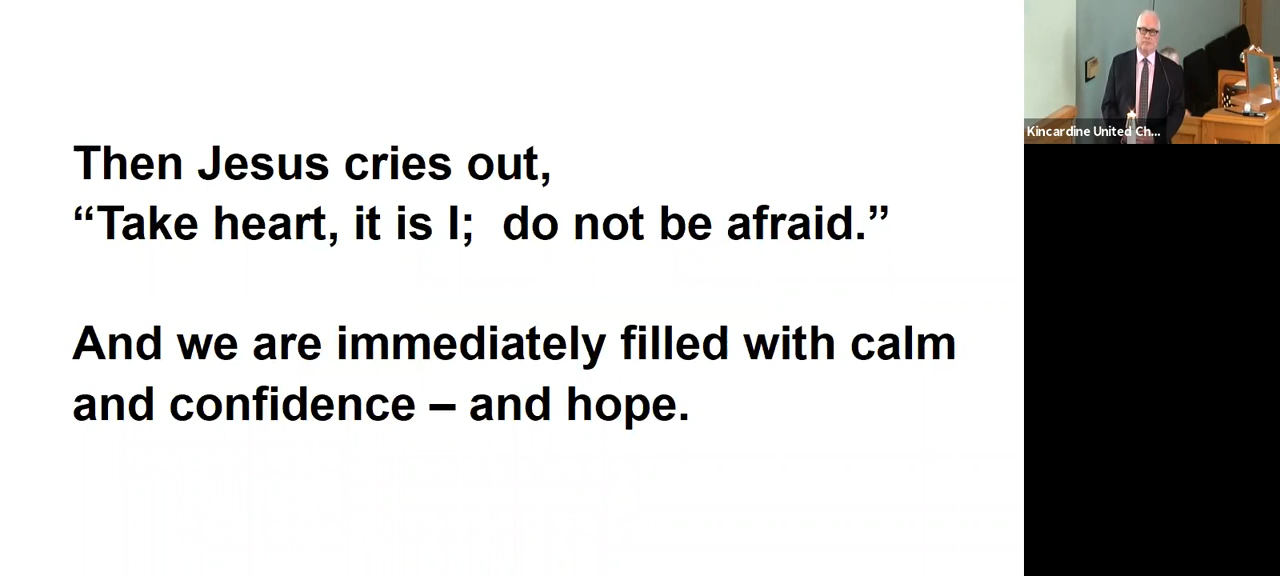 Then Jesus cries out,
“Take heart, it is I;  do not be afraid.”
And we are immediately filled with calm
and confidence – and hope.
Kincardine United Ch...